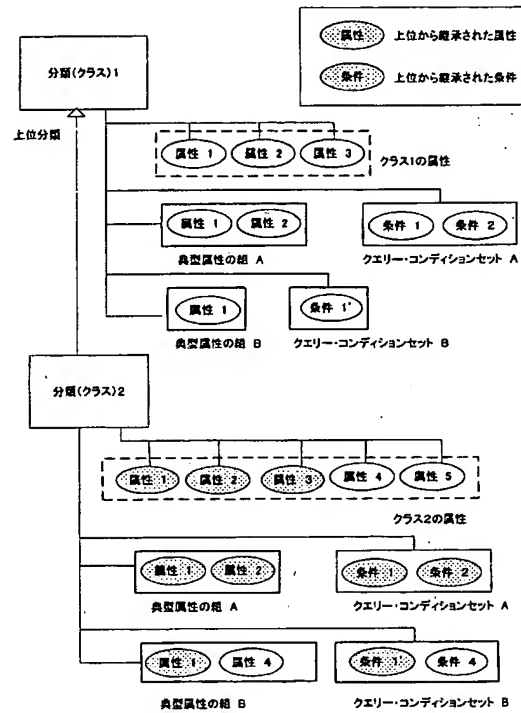 属性 上位から継承された属性
条件 上位から継承された条件
分類(クラス)1
上位分類
属性 1 属性 2 属性 3
クラス1の属性
属性 1 属性 2
典型属性の組 A
条件 1 条件 2
クエリー・コンディションセット A
属性 1
典型属性の組 B
条件 1'
クエリー・コンディションセット B
分類(クラス)2
属性 1 属性 2 属性 3 属性 4 属性 5
クラス2の属性
属性 1 属性 2
典型属性の組 A
条件 1 条件 2
クエリー・コンディションセット A
属性 1 属性 4
典型属性の組 B
条件 1' 条件 4
クエリー・コンディションセット B